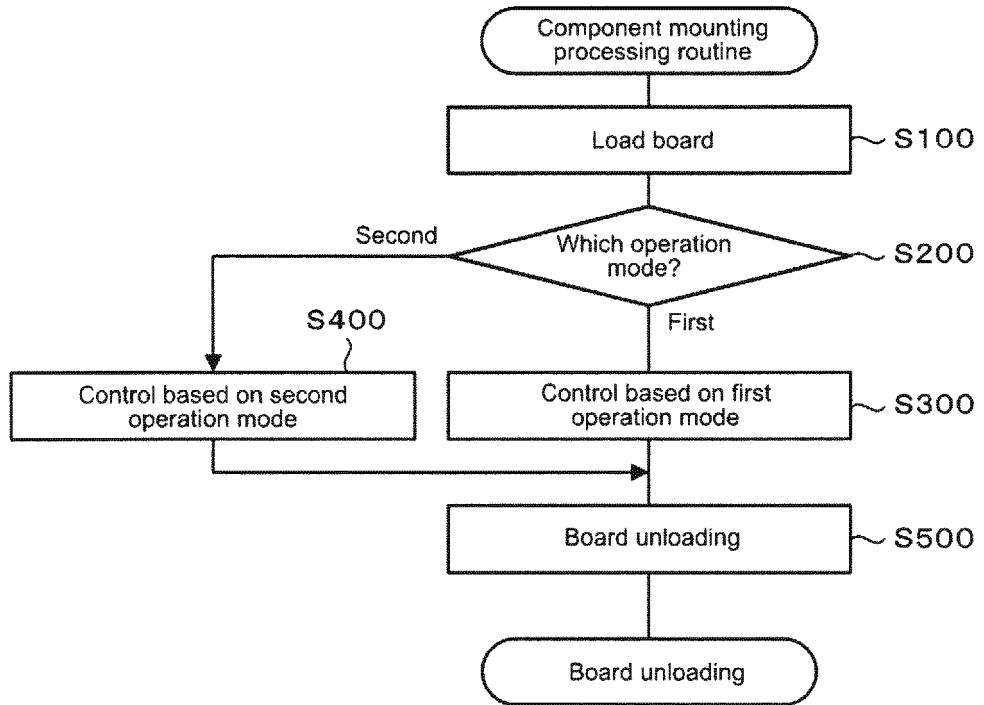 Component mounting
processing routine
Load board
S100
Which operation
mode?
S200
Second
First
S400
Control based on second
operation mode
Control based on first
operation mode
S300
Board unloading
S500
Board unloading